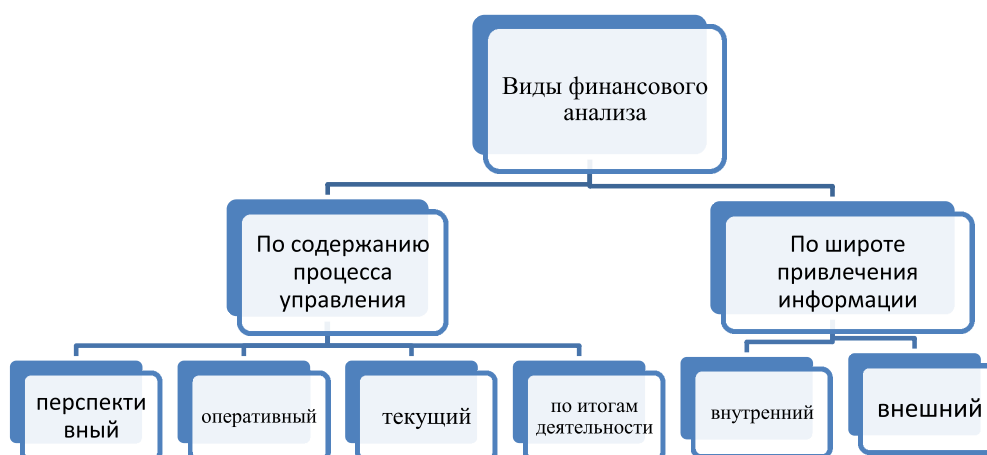 Виды финансового
анализа
По содержанию
процесса
управления
По широте
привлечения
информации
перспекти
вный
оперативный
текущий
по итогам
деятельности
внутренний
внешний